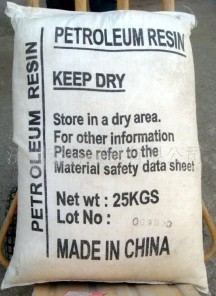 PETROLEUM RESIN
PETROLEUM RESIN
KEEP DRY
Store in a dry area.
For other information
Please refer to the
Material safety data sheet
Net wt : 25KGS
Lot No :
MADE IN CHINA